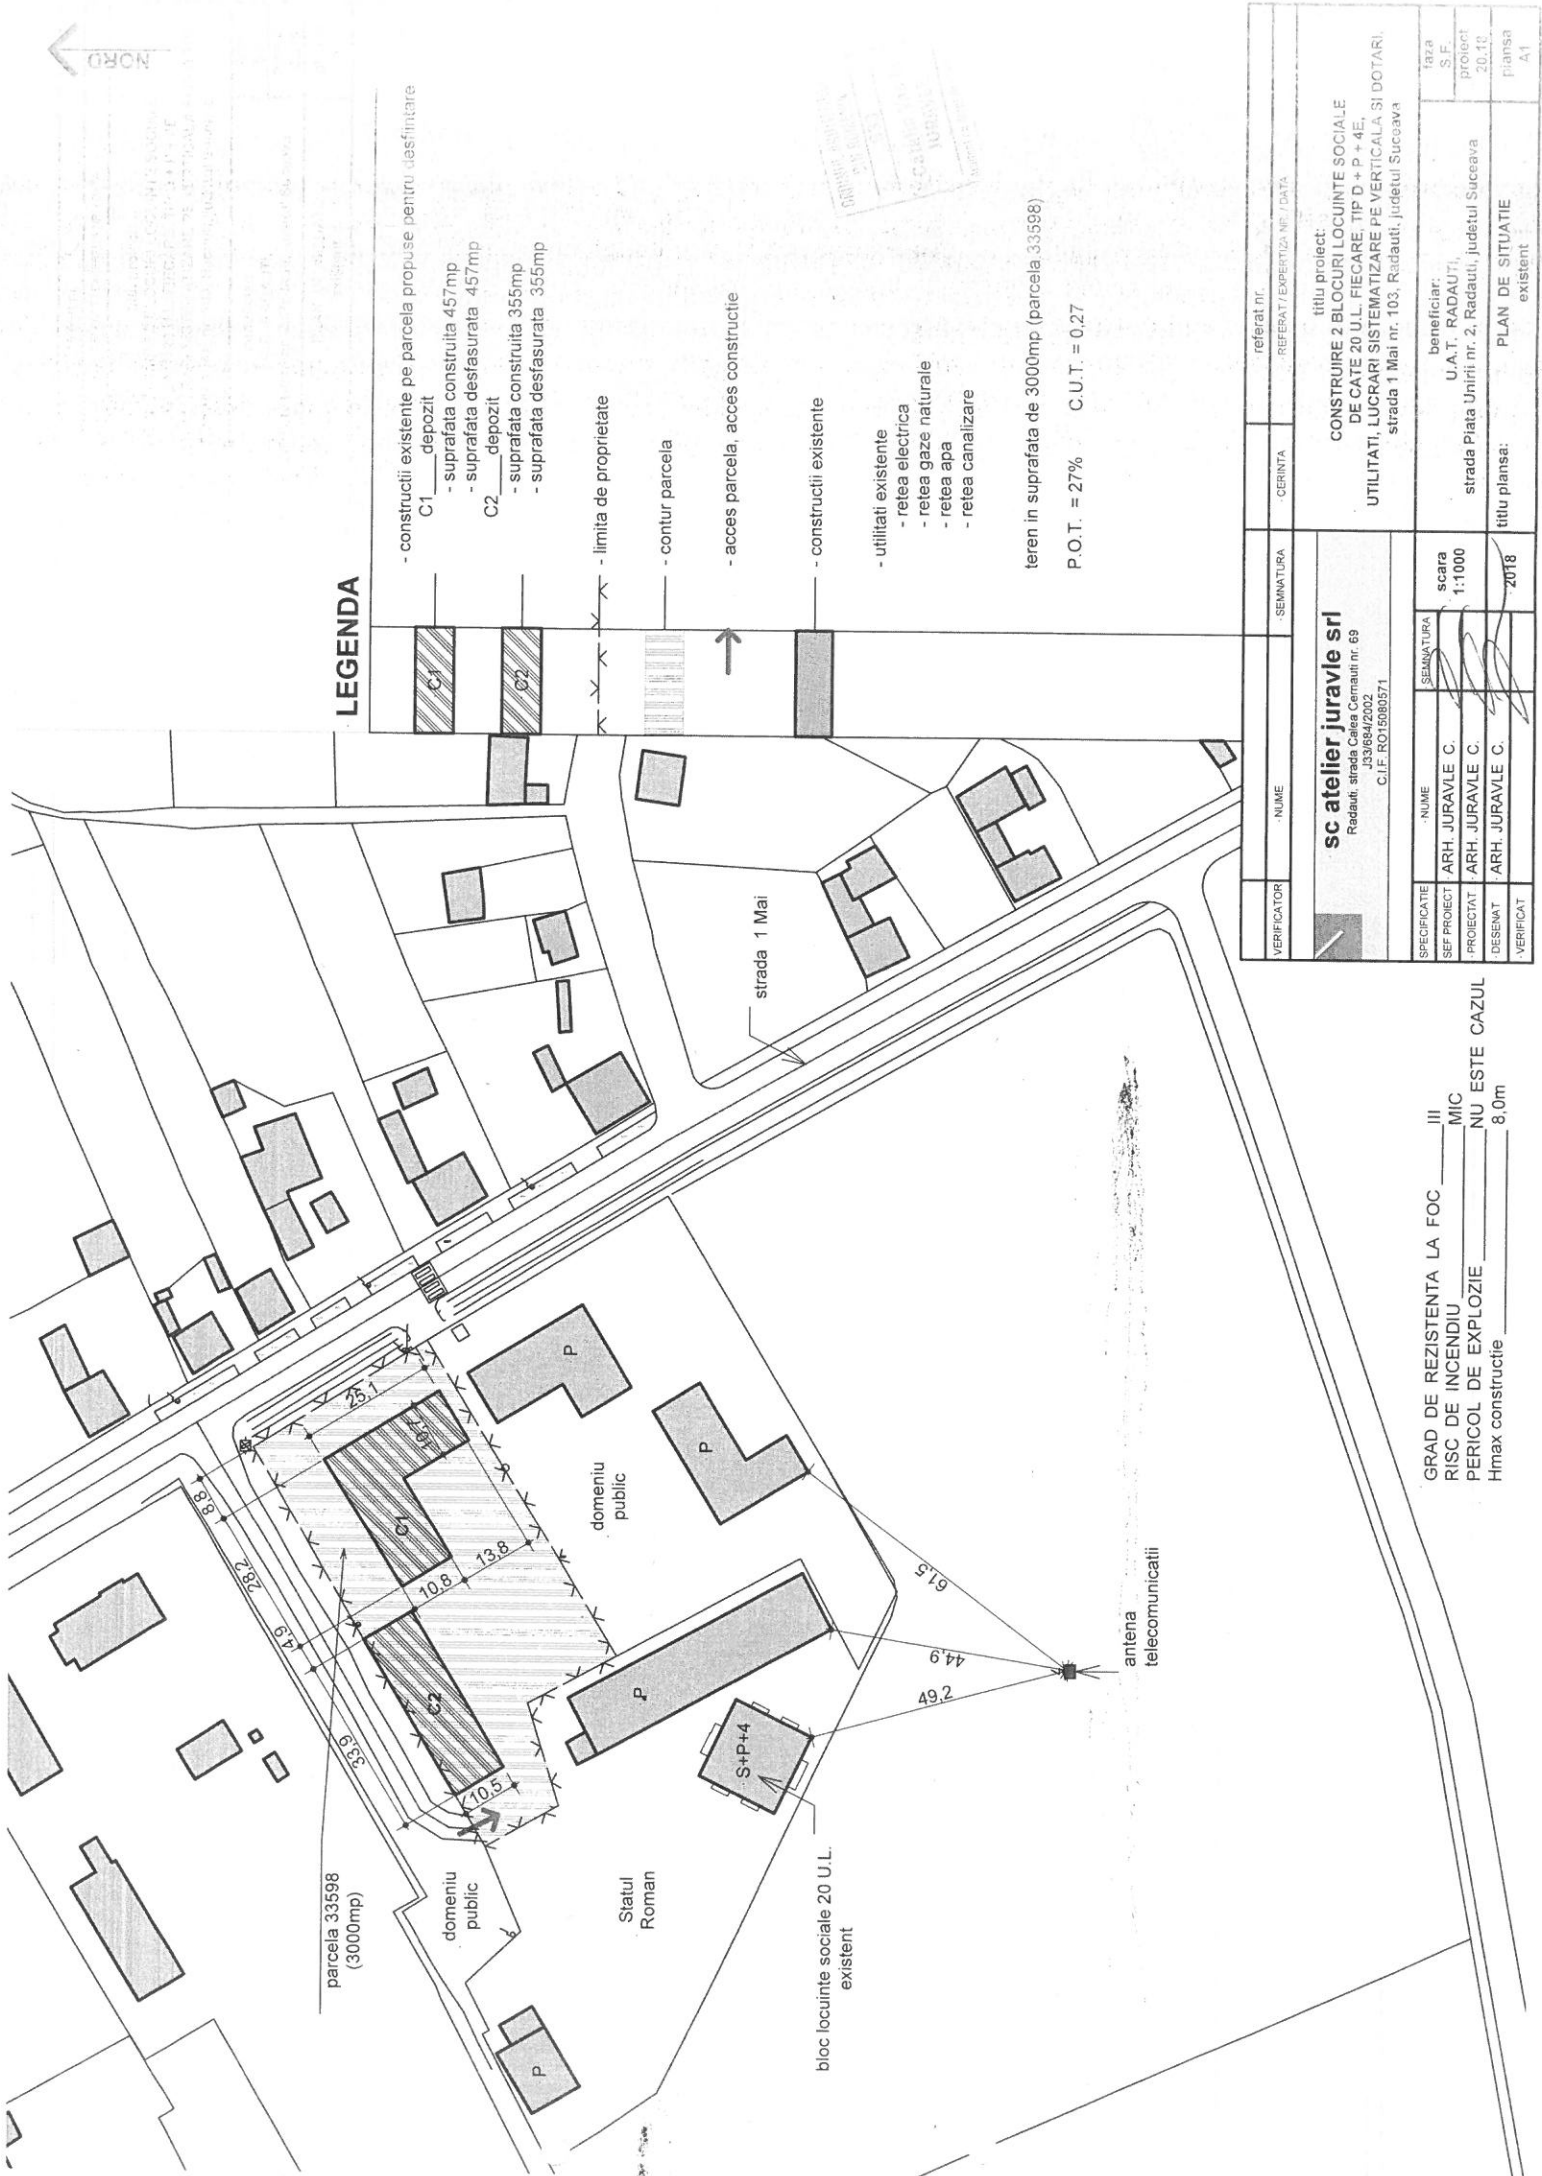 NORD
LEGENDA
C1
- constructii existente pe parcela propuse pentru desfiintare
C1____depozit
- suprafata construita 457mp
- suprafata desfasurata 457mp
C2
C2____depozit
- suprafata construita 355mp
- suprafata desfasurata 355mp
- limita de proprietate
- contur parcela
- acces parcela, acces constructie
- constructii existente
- utilitati existente
- retea electrica
- retea gaze naturale
- retea apa
- retea canalizare
teren in suprafata de 3000mp (parcela 33598)
P.O.T. = 27% C.U.T. = 0,27
parcela 33598
(3000mp)
domeniu
public
Statul
Roman
bloc locuinte sociale 20 U.L.
existent
S+P+4
P
P
P
P
C1
C2
8,8
28,2
4,9
33,9
25,1
10,7
10,8
13,8
10,5
domeniu
public
61,5
44,9
49,2
antena
telecomunicatii
strada 1 Mai
GRAD DE REZISTENTA LA FOC ____III
RISC DE INCENDIU ____MIC
PERICOL DE EXPLOZIE ____NU ESTE CAZUL
Hmax constructie ____8,0m
VERIFICATOR
NUME
SEMNATURA
CERINTA
referat nr.
REFERAT / EXPERTIZA NR. / DATA
sc atelier juravle srl
Radauti, strada Calea Cernauti nr. 69
J33/684/2002
C.I.F. RO15080571
titlu proiect:
CONSTRUIRE 2 BLOCURI LOCUINTE SOCIALE
DE CATE 20 U.L. FIECARE, TIP D + P + 4E,
UTILITATI, LUCRARI SISTEMATIZARE PE VERTICALA SI DOTARI,
strada 1 Mai nr. 103, Radauti, judetul Suceava
SPECIFICATIE
NUME
SEMNATURA
SEF PROIECT
ARH. JURAVLE C.
PROIECTAT
ARH. JURAVLE C.
DESENAT
ARH. JURAVLE C.
VERIFICAT
scara
1:1000
2018
beneficiar:
U.A.T. RADAUTI,
strada Piata Unirii nr. 2, Radauti, judetul Suceava
titlu plansa:
PLAN DE SITUATIE
existent
faza
S.F.
proiect
20.18
plansa
A1